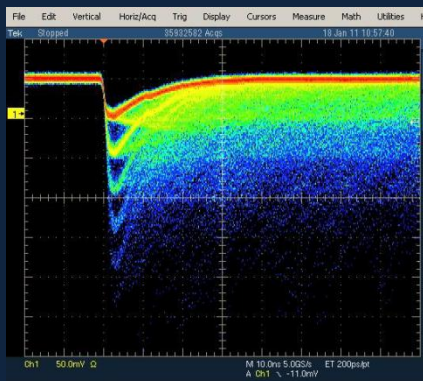 File Edit Vertical Horiz/Acq Trig Display Cursors Measure Math Utilities
Tek Stopped 35932582 Acqs 18 Jan 11 10:57:40
1
Ch1 50.0mV Ω M 10.0ns 5.0GS/s ET 200ps/pt
A Ch1 -11.0mV